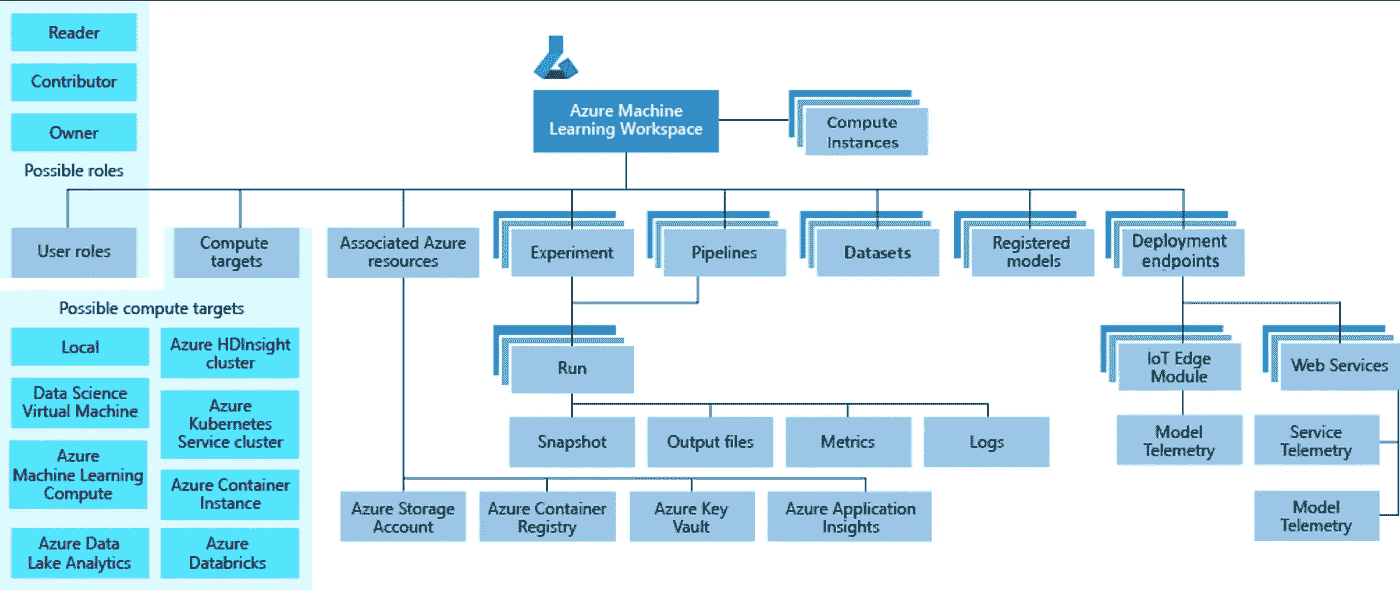 Reader
Contributor
Owner
Possible roles
Azure Machine
Learning Workspace
Compute
Instances
User roles
Compute
targets
Associated Azure
resources
Experiment
Pipelines
Datasets
Registered
models
Deployment
endpoints
Possible compute targets
Local
Azure HDInsight
cluster
Data Science
Virtual Machine
Azure
Kubernetes
Service cluster
Azure
Machine Learning
Compute
Azure Container
Instance
Azure Data
Lake Analytics
Azure
Databricks
Run
IoT Edge
Module
Web Services
Snapshot
Output files
Metrics
Logs
Model
Telemetry
Service
Telemetry
Azure Storage
Account
Azure Container
Registry
Azure Key
Vault
Azure Application
Insights
Model
Telemetry